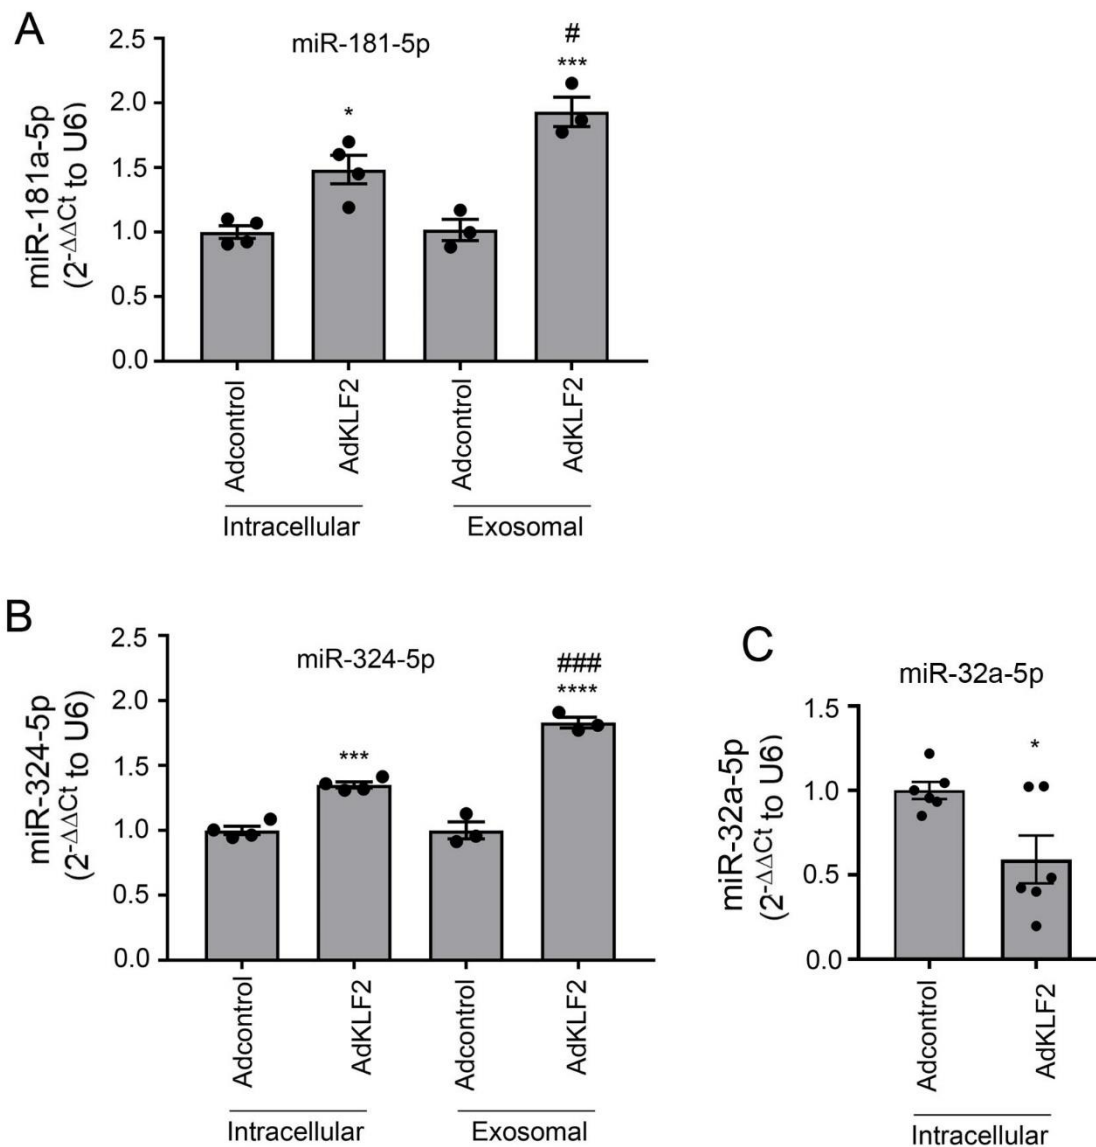 A
miR-181-5p
miR-181a-5p
(2-ΔΔCt to U6)
2.5
2.0
1.5
1.0
0.5
0.0
*
#
***
Adcontrol
AdKLF2
Adcontrol
AdKLF2
Intracellular
Exosomal
B
miR-324-5p
miR-324-5p
(2-ΔΔCt to U6)
2.5
2.0
1.5
1.0
0.5
0.0
***
###
****
Adcontrol
AdKLF2
Adcontrol
AdKLF2
Intracellular
Exosomal
C
miR-32a-5p
miR-32a-5p
(2-ΔΔCt to U6)
1.5
1.0
0.5
0.0
*
Adcontrol
AdKLF2
Intracellular